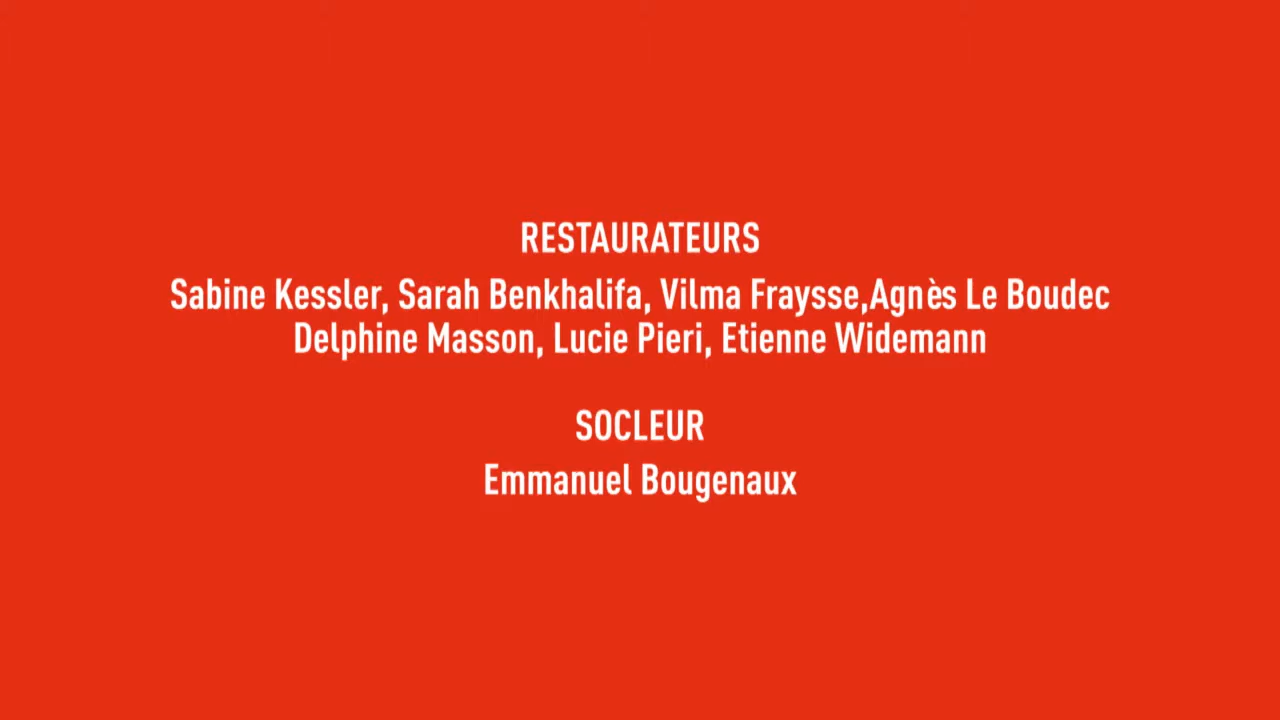 RESTAURATEURS
Sabine Kessler, Sarah Benkhalifa, Vilma Fraysse,Agnès Le Boudec
Delphine Masson, Lucie Pieri, Etienne Widemann
SOCLEUR
Emmanuel Bougenaux